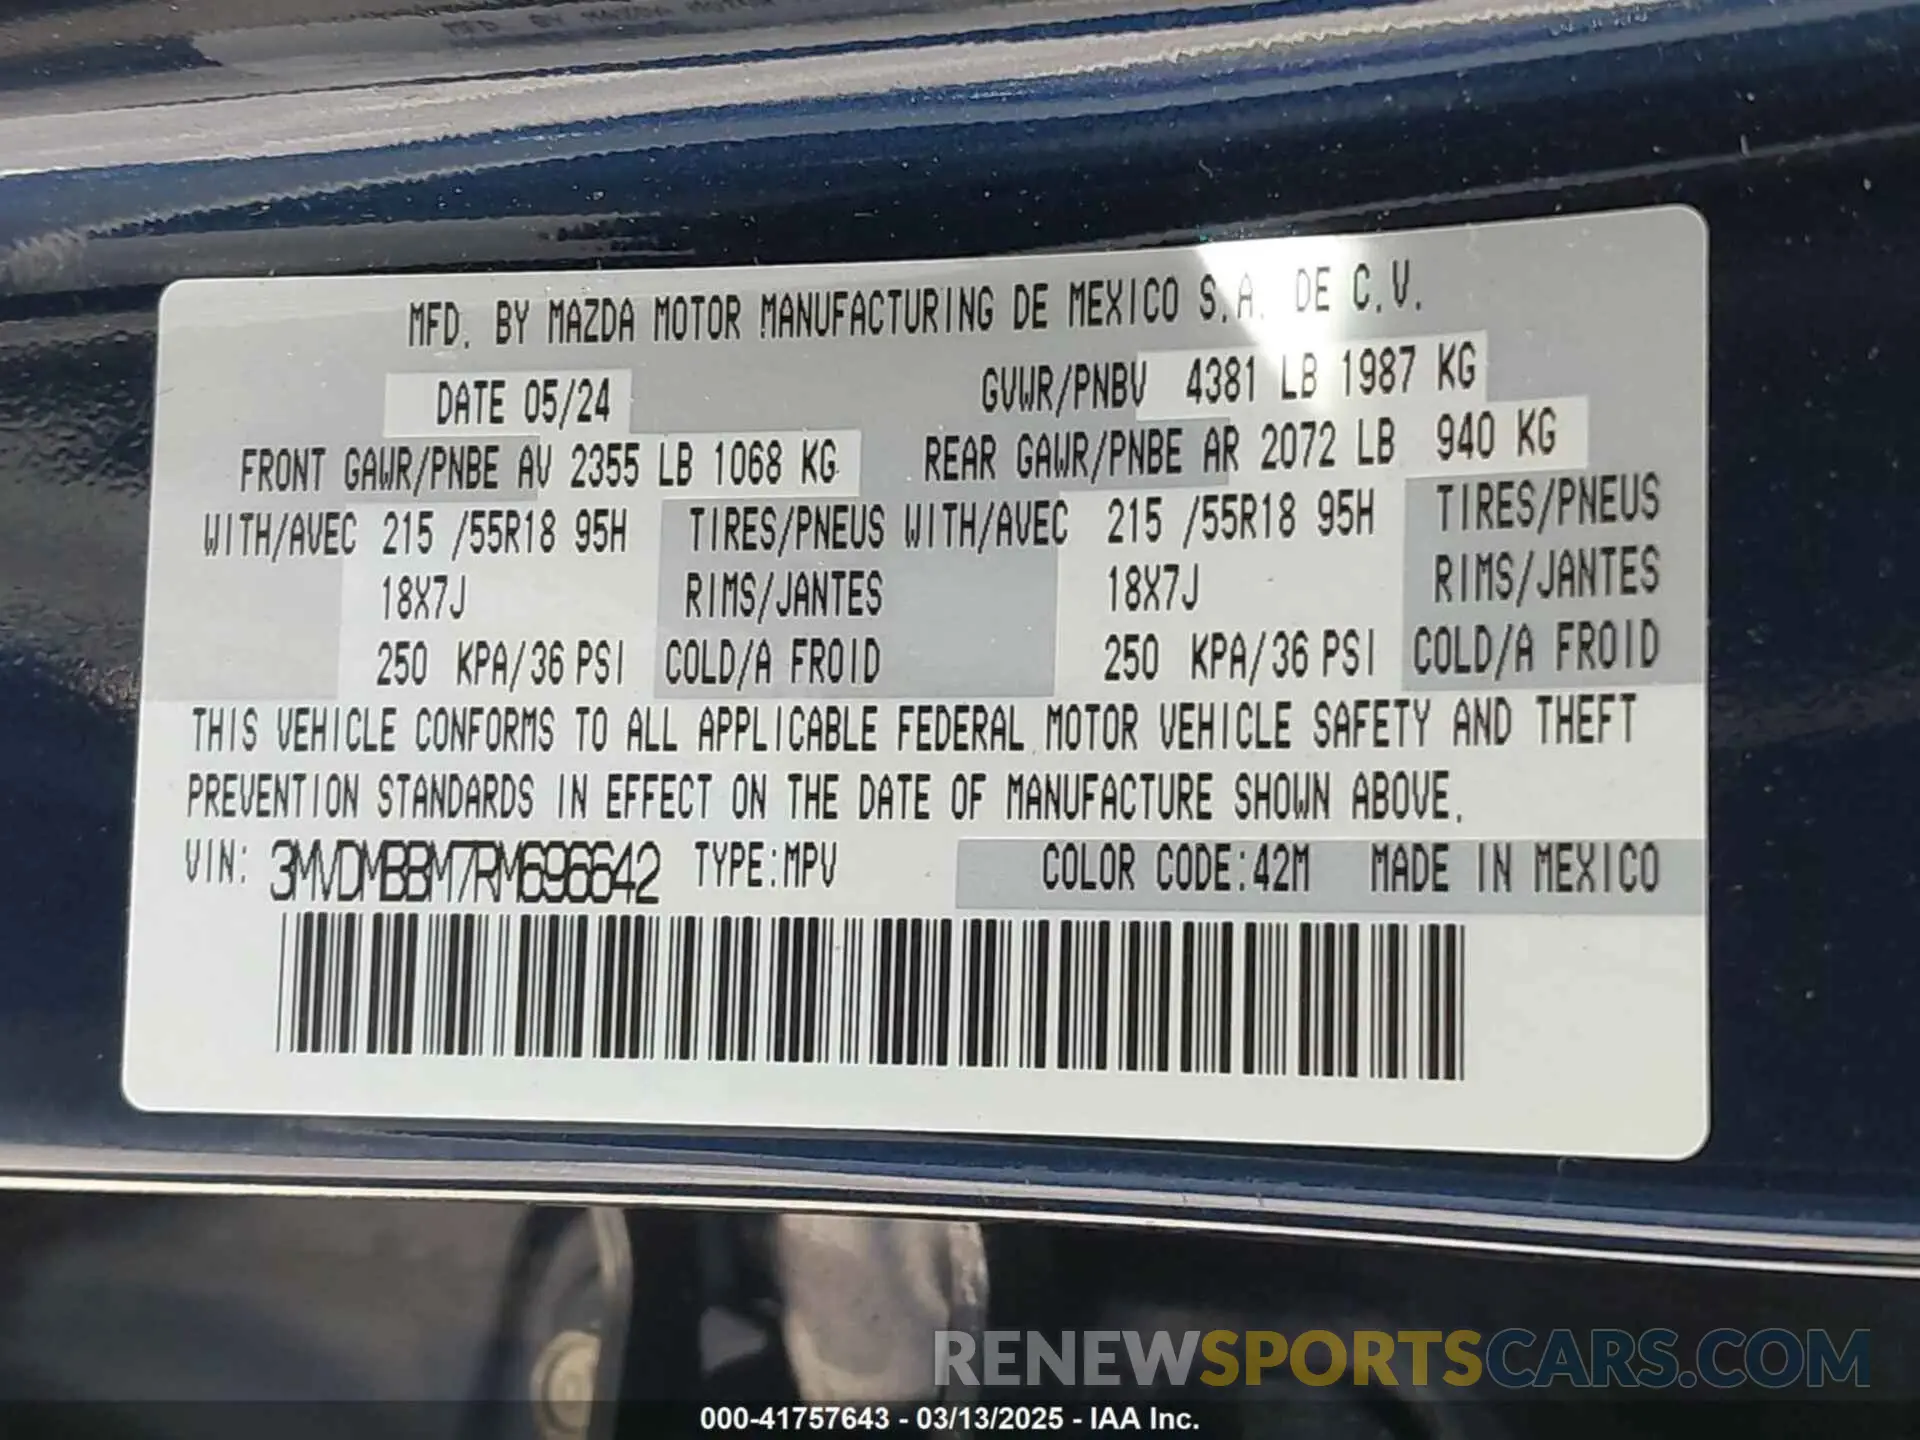 MFD. BY MAZDA MOTOR MANUFACTURING DE MEXICO S.A. DE C.V.
DATE 05/24 GVWR/PNBV 4381 LB 1987 KG
FRONT GAWR/PNBE AV 2355 LB 1068 KG REAR GAWR/PNBE AR 2072 LB 940 KG
WITH/AVEC 215 /55R18 95H TIRES/PNEUS WITH/AVEC 215 /55R18 95H TIRES/PNEUS
18X7J RIMS/JANTES 18X7J RIMS/JANTES
250 KPA/36 PSI COLD/A FROID 250 KPA/36 PSI COLD/A FROID
THIS VEHICLE CONFORMS TO ALL APPLICABLE FEDERAL MOTOR VEHICLE SAFETY AND THEFT
PREVENTION STANDARDS IN EFFECT ON THE DATE OF MANUFACTURE SHOWN ABOVE.
VIN: 3MVDMBBM7RM696642 TYPE:MPV COLOR CODE:42M MADE IN MEXICO
RENEWSPORTSCARS.COM
000-41757643 - 03/13/2025 - IAA Inc.